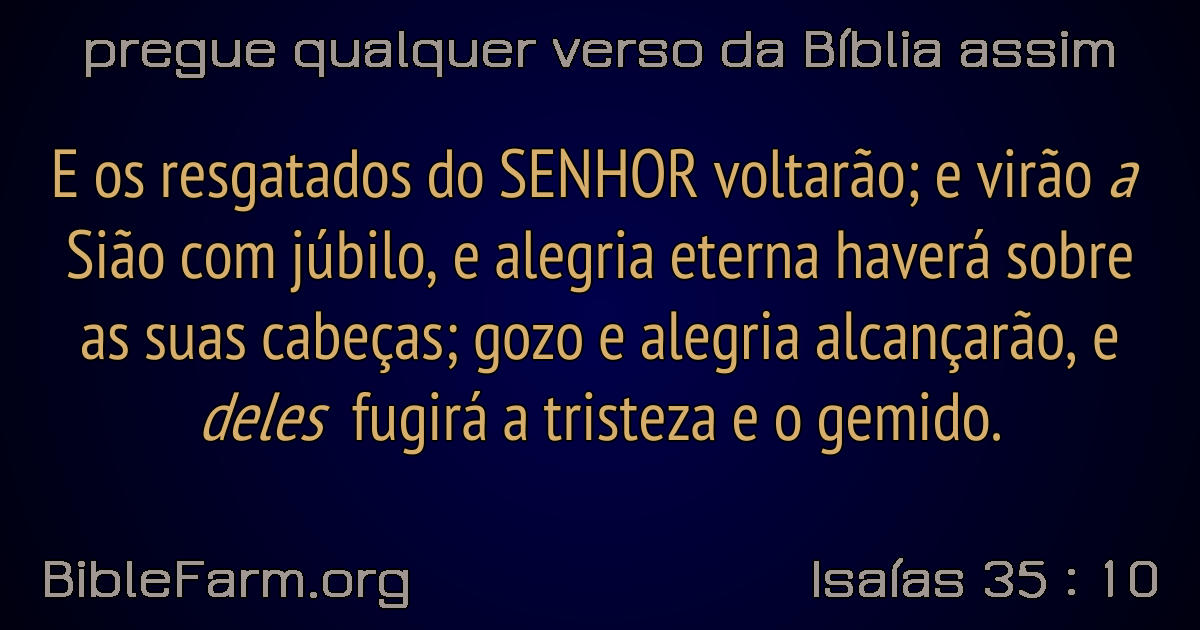 pregue qualquer verso da Bíblia assim
E os resgatados do SENHOR voltarão; e virão a
Sião com júbilo, e alegria eterna haverá sobre
as suas cabeças; gozo e alegria alcançarão, e
deles fugirá a tristeza e o gemido.
BibleFarm.org
Isaías 35 : 10